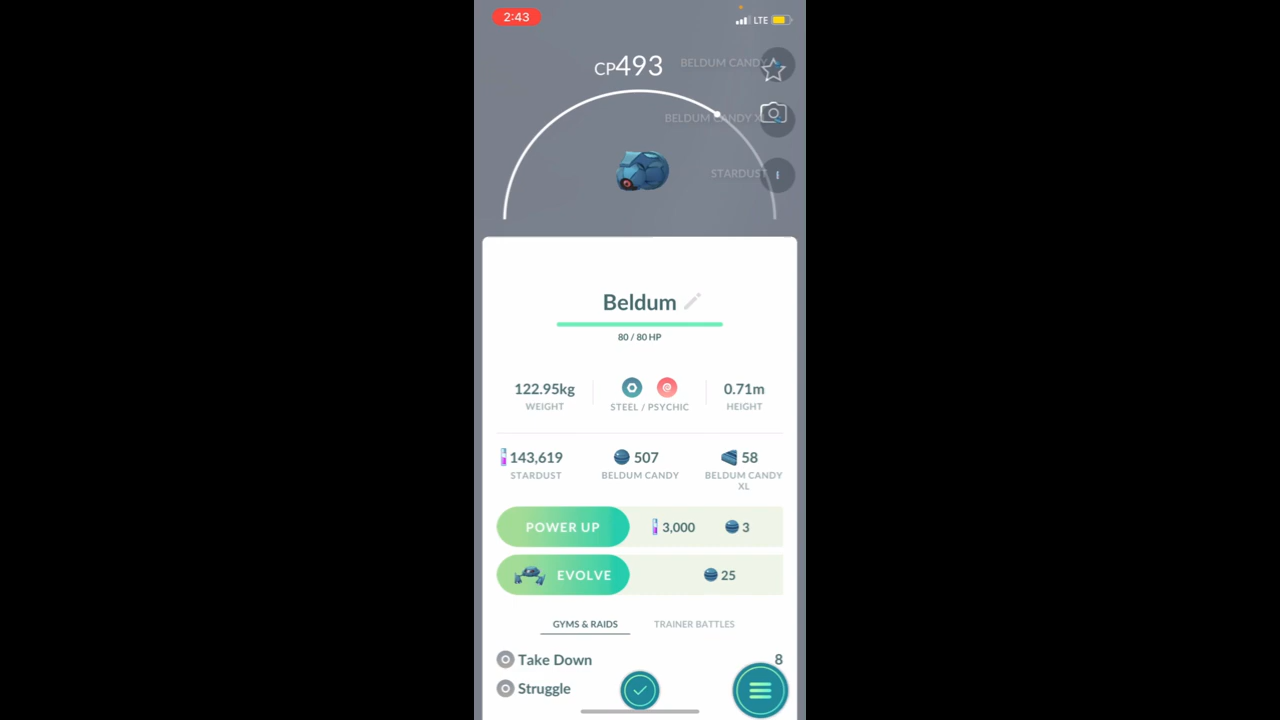 2:43
LTE
CP493
BELDUM CANDY
BELDUM CANDY XL
STARDUST
Beldum
80 / 80 HP
122.95kg
WEIGHT
STEEL / PSYCHIC
0.71m
HEIGHT
143,619
STARDUST
507
BELDUM CANDY
58
BELDUM CANDY
XL
POWER UP
3,000
3
EVOLVE
25
GYMS & RAIDS
TRAINER BATTLES
Take Down
8
Struggle